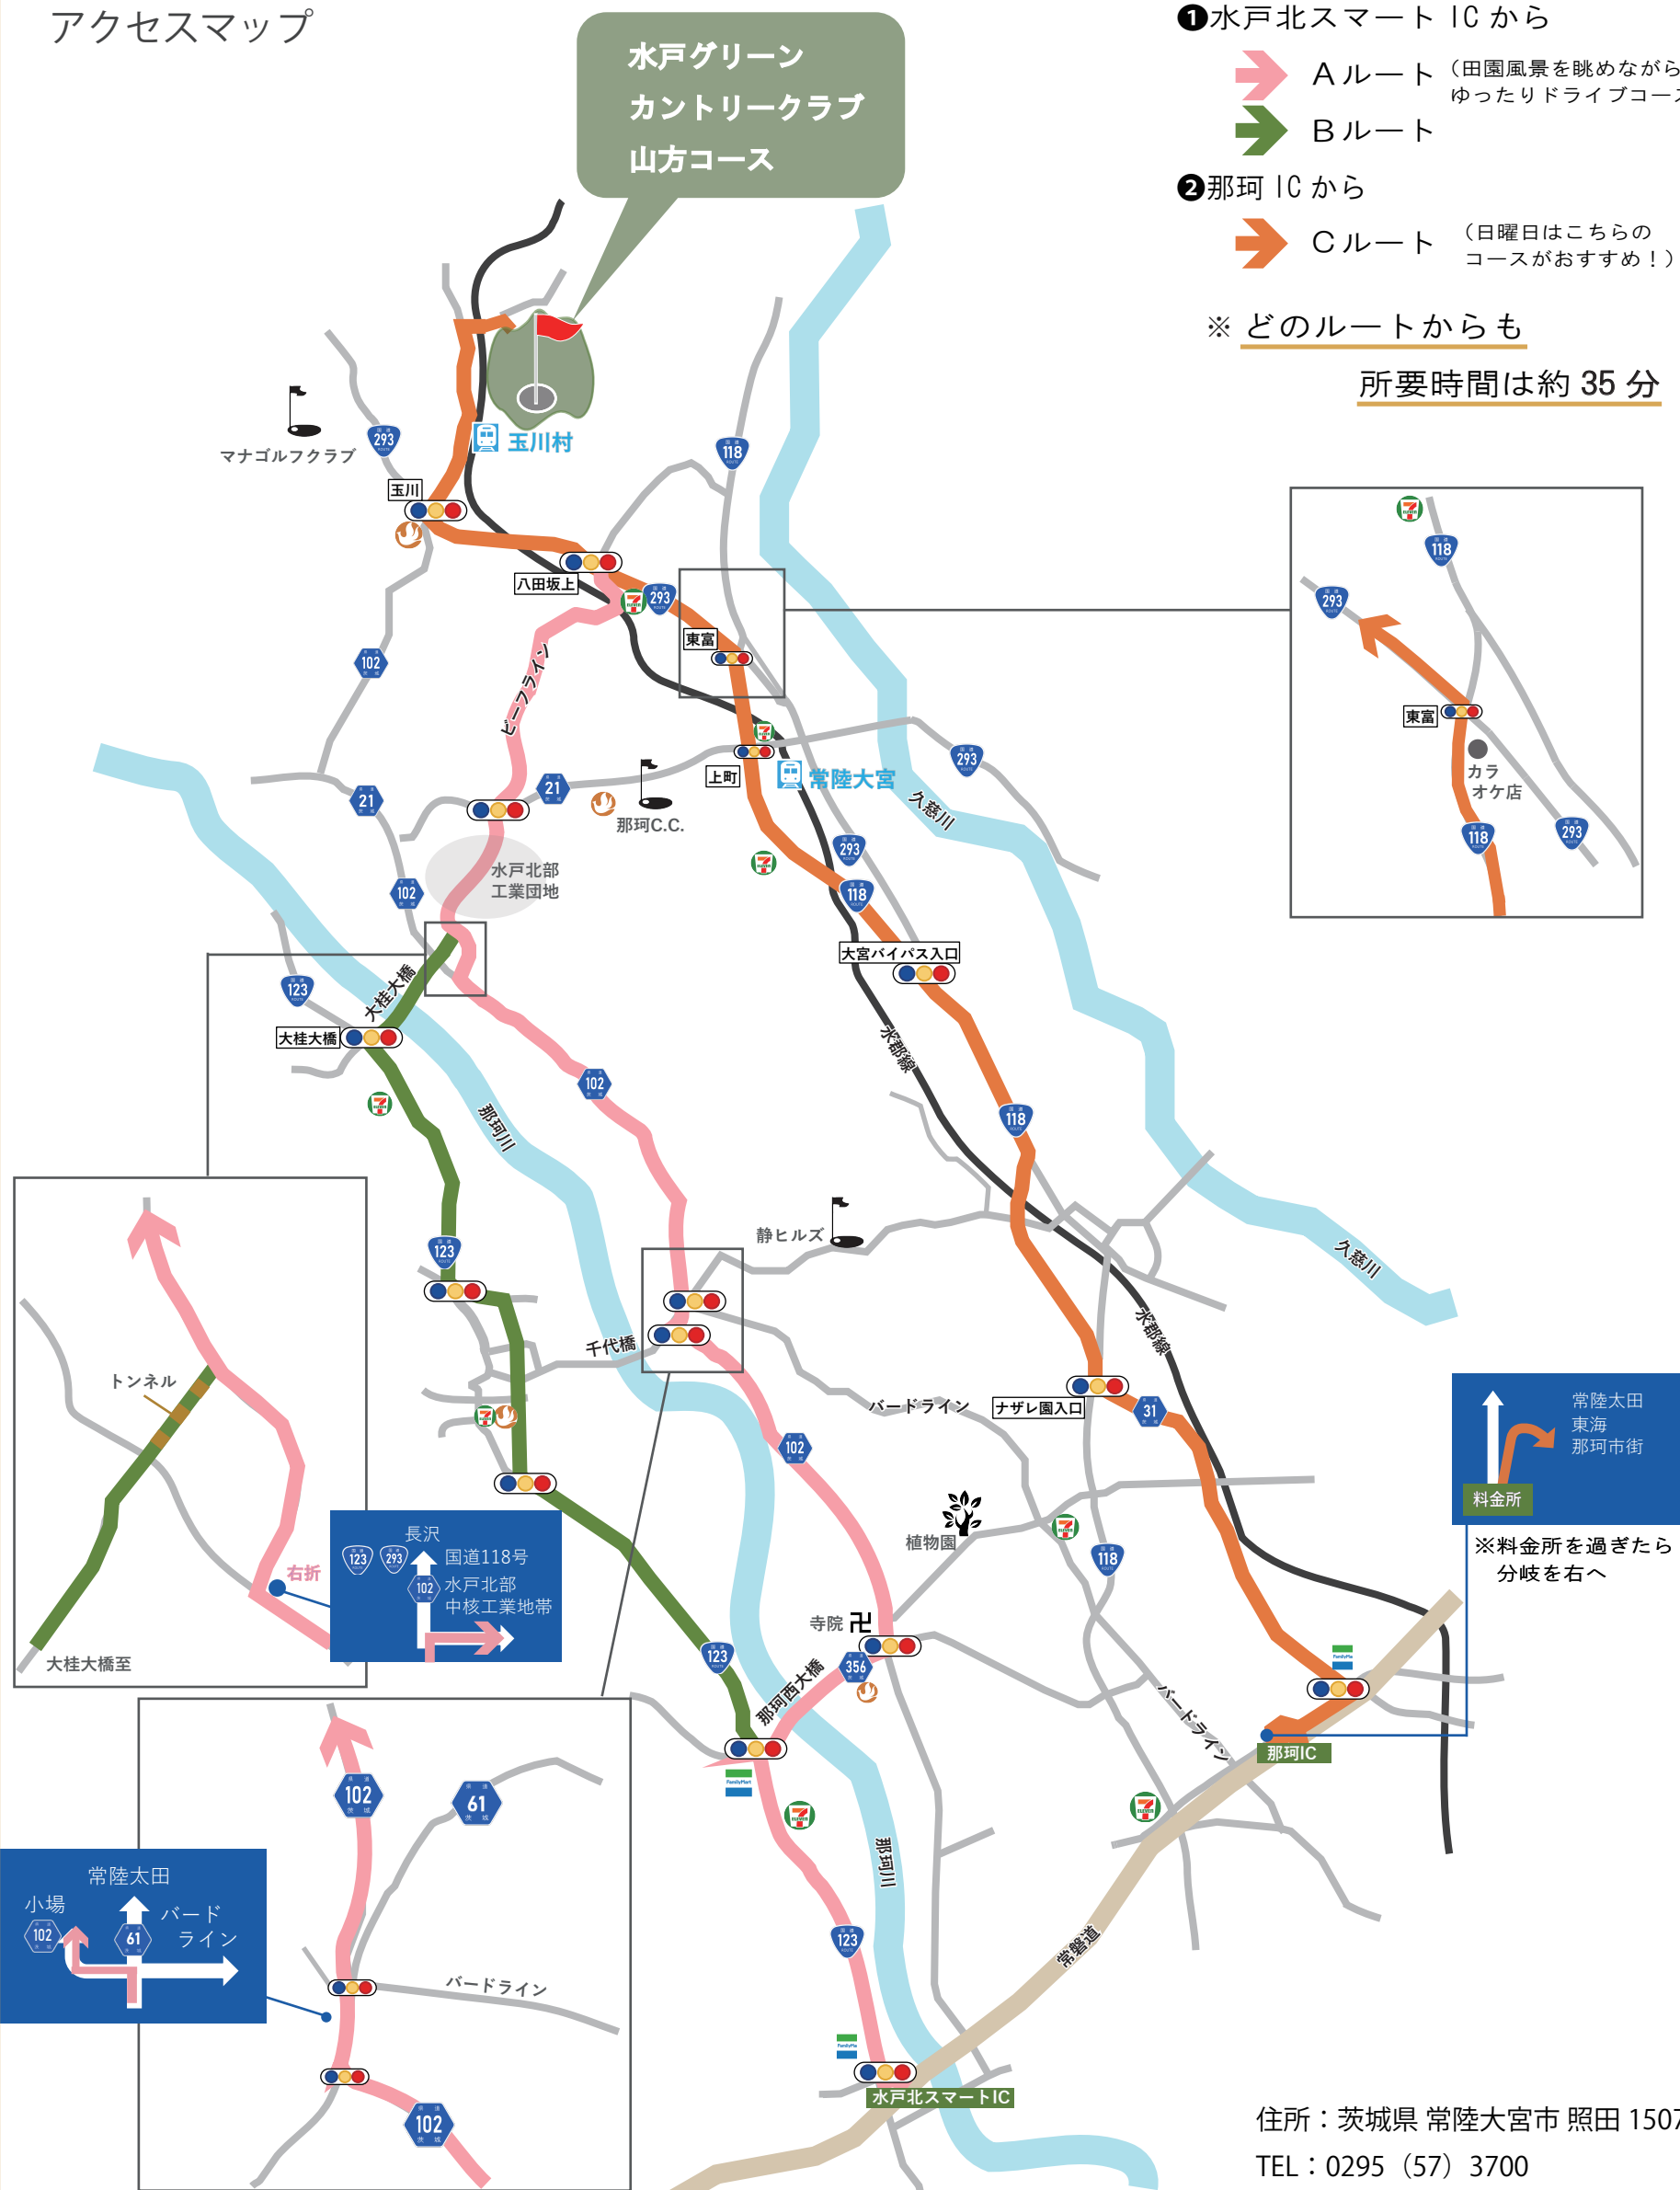 アクセスマップ
水戸グリーン
カントリークラブ
山方コース
❶水戸北スマート IC から
A ルート
（田園風景を眺めながら
ゆったりドライブコース
B ルート
❷那珂 IC から
C ルート
（日曜日はこちらの
コースがおすすめ！）
※ どのルートからも
所要時間は約 35 分
マナゴルフクラブ
293
118
玉川村
玉川
八田坂上
293
東富
102
ビーフライン
21
21
上町
常陸大宮
293
那珂C.C.
久慈川
293
118
水戸北部
工業団地
102
大宮バイパス入口
123
大桂大橋
大桂大橋
水郡線
102
118
那珂川
静ヒルズ
123
久慈川
千代橋
水郡線
バードライン
ナザレ園入口
31
102
植物園
118
寺院
356
123
那珂西大橋
バードライン
那珂IC
那珂川
123
常磐道
水戸北スマートIC
118
293
東富
カラ
オケ店
118
293
トンネル
右折
大桂大橋至
長沢
123
293
国道118号
102
水戸北部
中核工業地帯
常陸太田
東海
那珂市街
料金所
※料金所を過ぎたら
分岐を右へ
102
61
バードライン
102
常陸太田
小場
102
61
バード
ライン
住所：茨城県 常陸大宮市 照田 1507
TEL：0295（57）3700